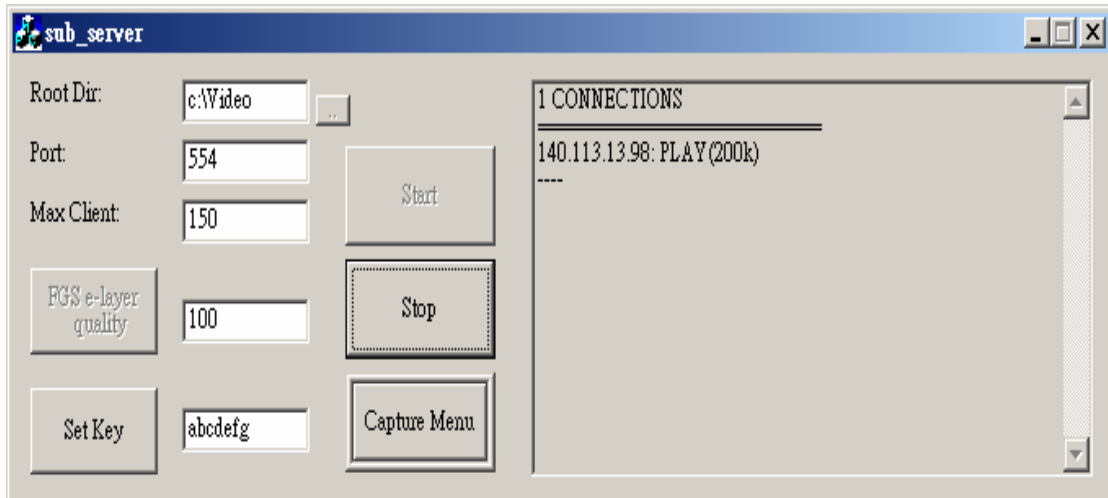 sub_server
Root Dir:
c:\Video
..
Port:
554
Max Client:
150
FGS e-layer
quality
100
Set Key
abcdefg
Start
Stop
Capture Menu
1 CONNECTIONS
==============================
140.113.13.98: PLAY(200k)
----